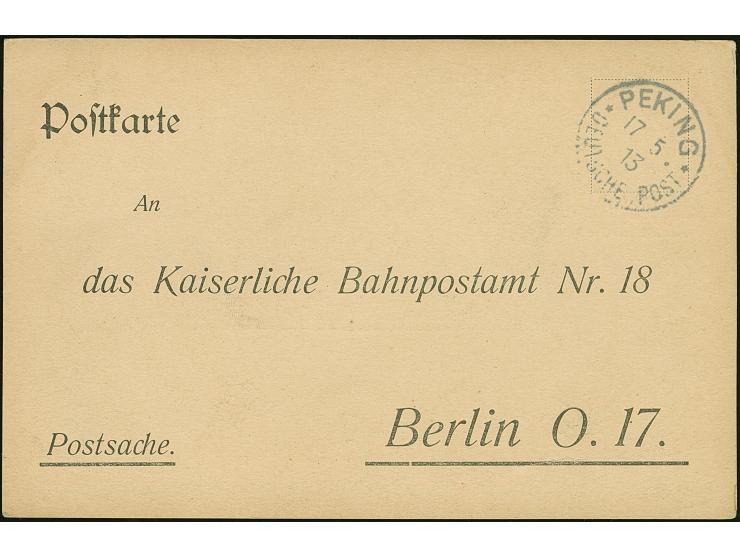 Poſtkarte
PEKING
17 5
13
DEUTSCHE POST
An
das Kaiserliche Bahnpostamt Nr. 18
Berlin O. 17.
Postsache.